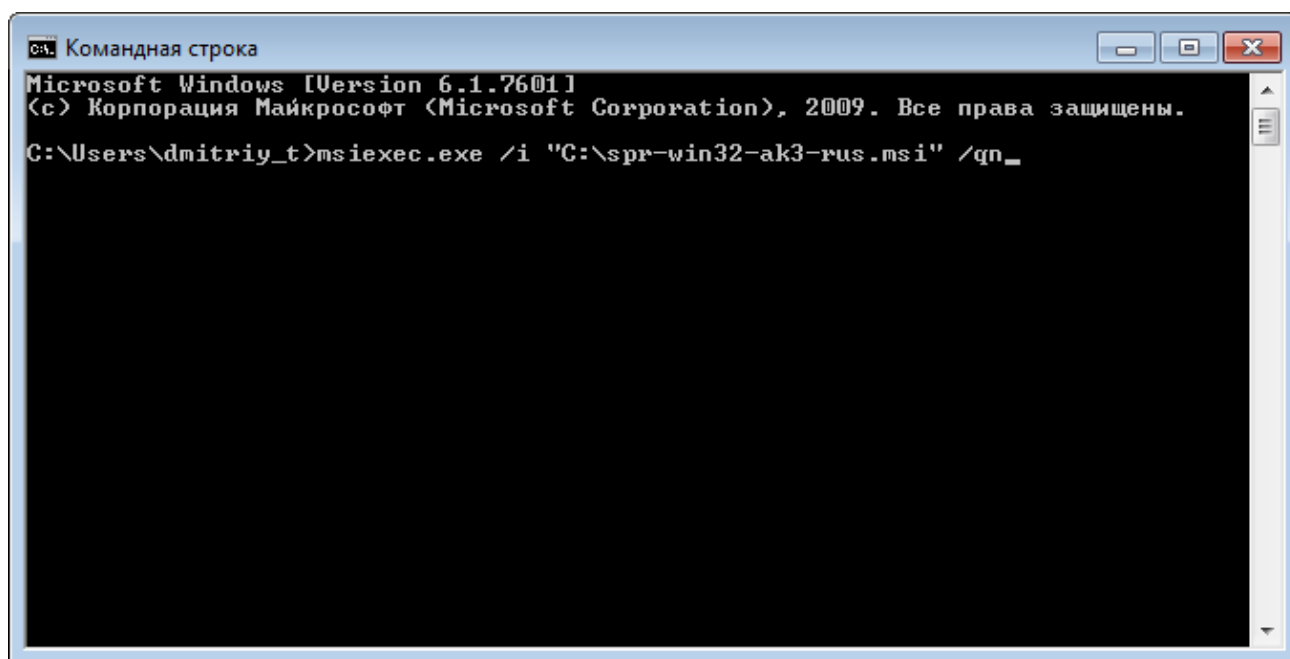 Командная строка
Microsoft Windows [Version 6.1.7601]
(c) Корпорация Майкрософт (Microsoft Corporation), 2009. Все права защищены.
C:\Users\dmitriy_t>msiexec.exe /i "C:\spr-win32-ak3-rus.msi" /qn_